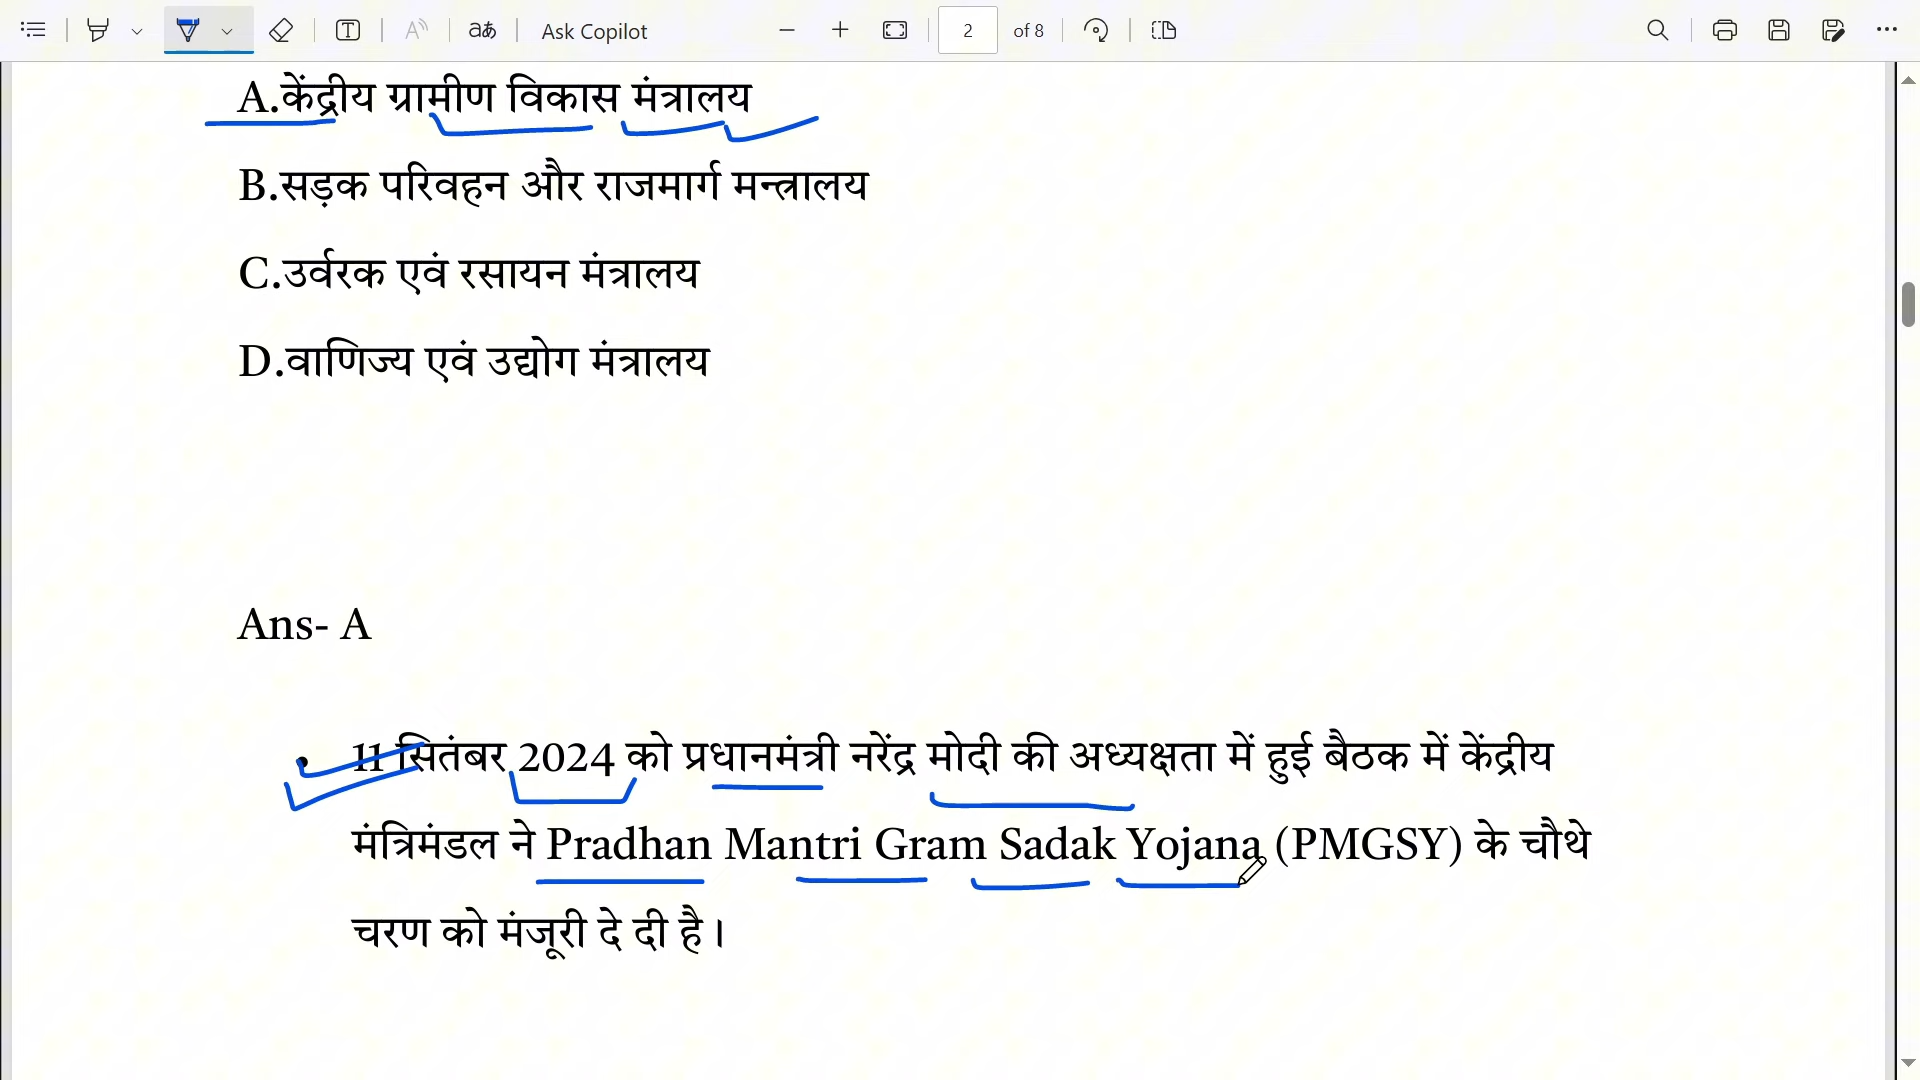 Ask Copilot
2 of 8
A.केंद्रीय ग्रामीण विकास मंत्रालय
B.सड़क परिवहन और राजमार्ग मन्त्रालय
C.उर्वरक एवं रसायन मंत्रालय
D.वाणिज्य एवं उद्योग मंत्रालय
Ans- A
• 11 सितंबर 2024 को प्रधानमंत्री नरेंद्र मोदी की अध्यक्षता में हुई बैठक में केंद्रीय
मंत्रिमंडल ने Pradhan Mantri Gram Sadak Yojana (PMGSY) के चौथे
चरण को मंजूरी दे दी है।